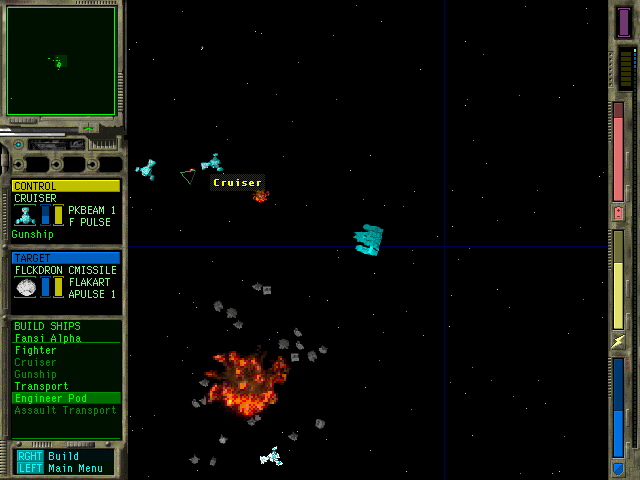 Cruiser
CONTROL
CRUISER
PKBEAM 1
F PULSE
Gunship
TARGET
FLCKDRON CMISSILE
FLAKART
APULSE 1
BUILD SHIPS
Fansi Alpha
Fighter
Cruiser
Gunship
Transport
Engineer Pod
Assault Transport
RGHT Build
LEFT Main Menu